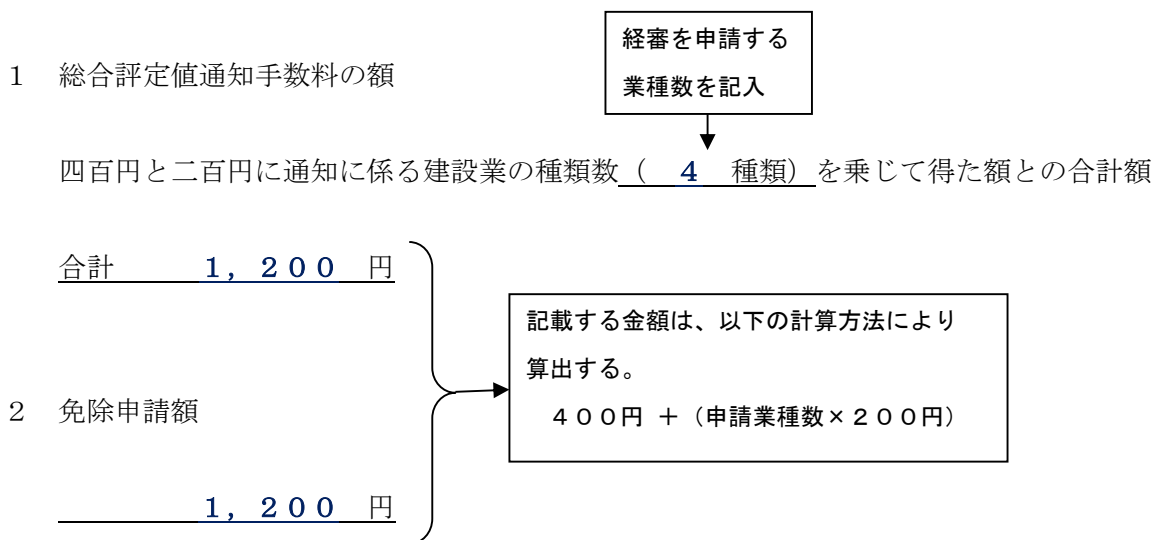 経審を申請する
業種数を記入
１　総合評定値通知手数料の額
四百円と二百円に通知に係る建設業の種類数（　４　種類）を乗じて得た額との合計額
合計　　　１，２００　円
記載する金額は、以下の計算方法により
算出する。
４００円　＋（申請業種数×２００円）
２　免除申請額
１，２００　円